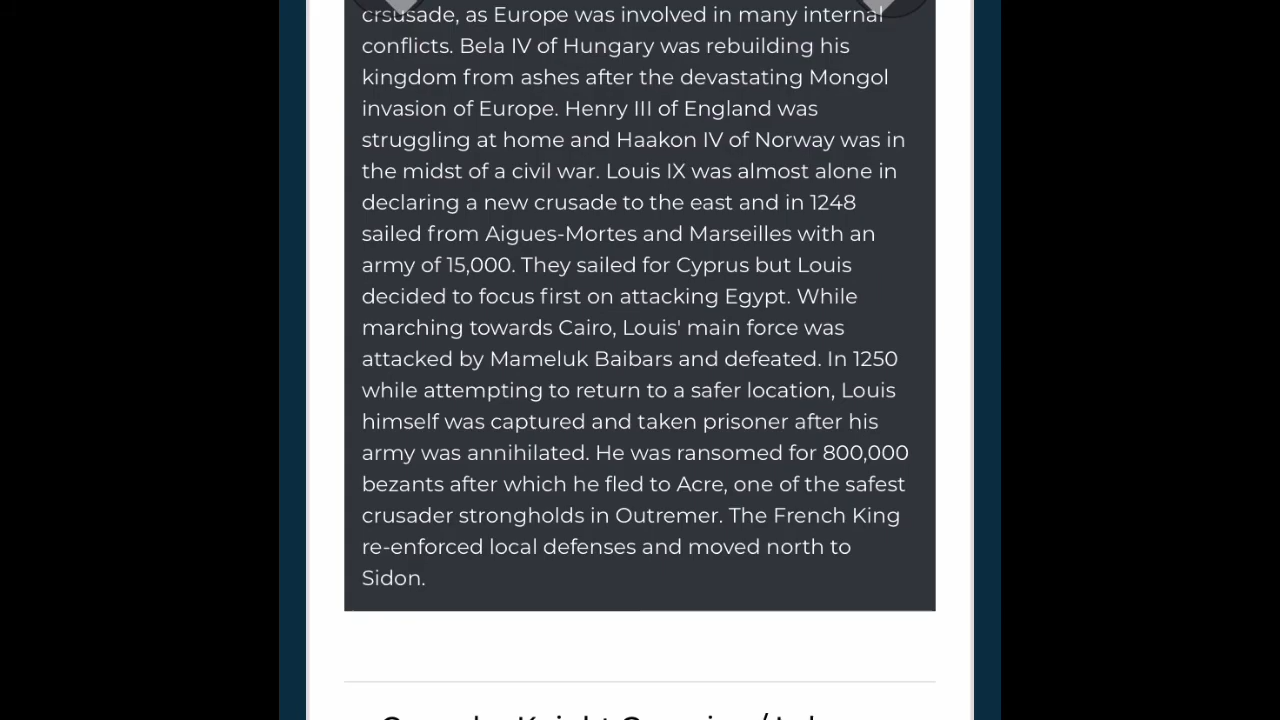 crsusade, as Europe was involved in many internal
conflicts. Bela IV of Hungary was rebuilding his
kingdom from ashes after the devastating Mongol
invasion of Europe. Henry III of England was
struggling at home and Haakon IV of Norway was in
the midst of a civil war. Louis IX was almost alone in
declaring a new crusade to the east and in 1248
sailed from Aigues-Mortes and Marseilles with an
army of 15,000. They sailed for Cyprus but Louis
decided to focus first on attacking Egypt. While
marching towards Cairo, Louis' main force was
attacked by Mameluk Baibars and defeated. In 1250
while attempting to return to a safer location, Louis
himself was captured and taken prisoner after his
army was annihilated. He was ransomed for 800,000
bezants after which he fled to Acre, one of the safest
crusader strongholds in Outremer. The French King
re-enforced local defenses and moved north to
Sidon.